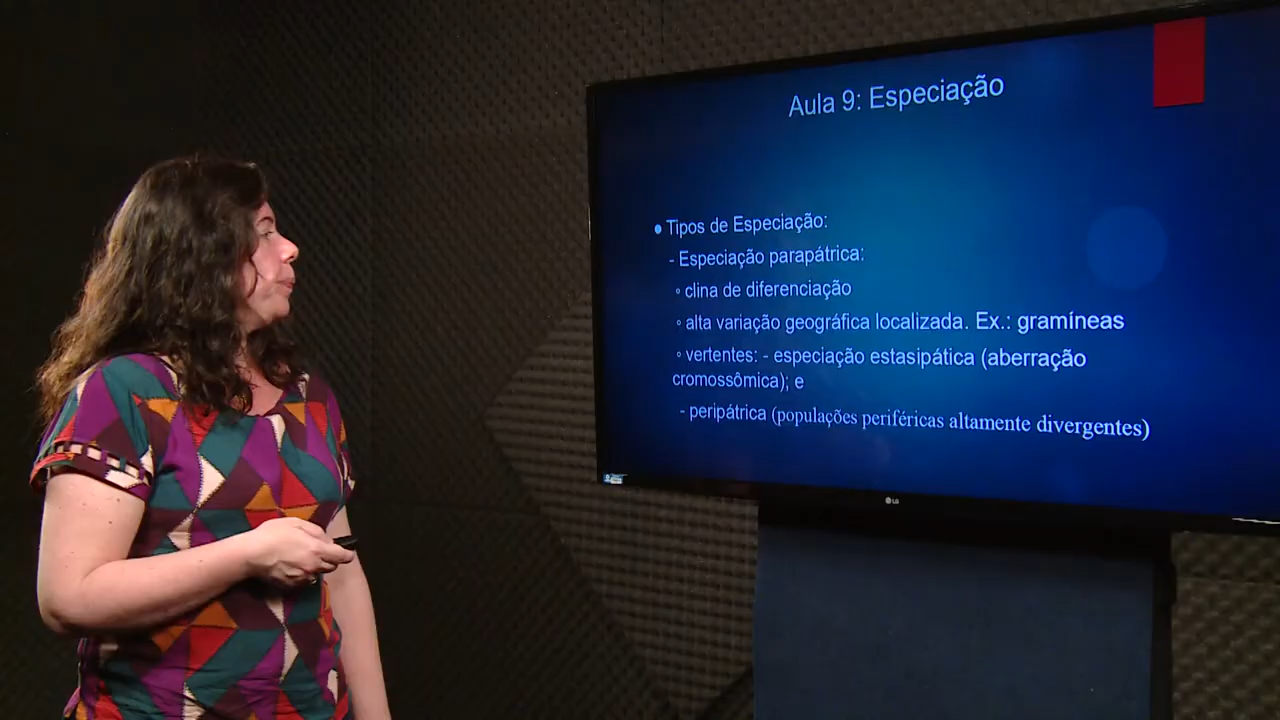 Aula 9: Especiação
• Tipos de Especiação:
- Especiação parapátrica:
◦ clina de diferenciação
◦ alta variação geográfica localizada. Ex.: gramíneas
◦ vertentes: - especiação estasipática (aberração
cromossômica); e
- peripátrica (populações periféricas altamente divergentes)
LG